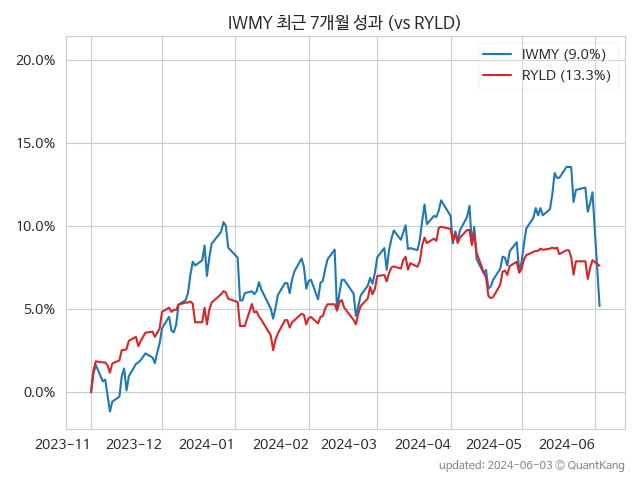 IWMY 최근 7개월 성과 (vs RYLD)
IWMY (9.0%)
RYLD (13.3%)
20.0%
15.0%
10.0%
5.0%
0.0%
2023-11 2023-12 2024-01 2024-02 2024-03 2024-04 2024-05 2024-06
updated: 2024-06-03 © QuantKang